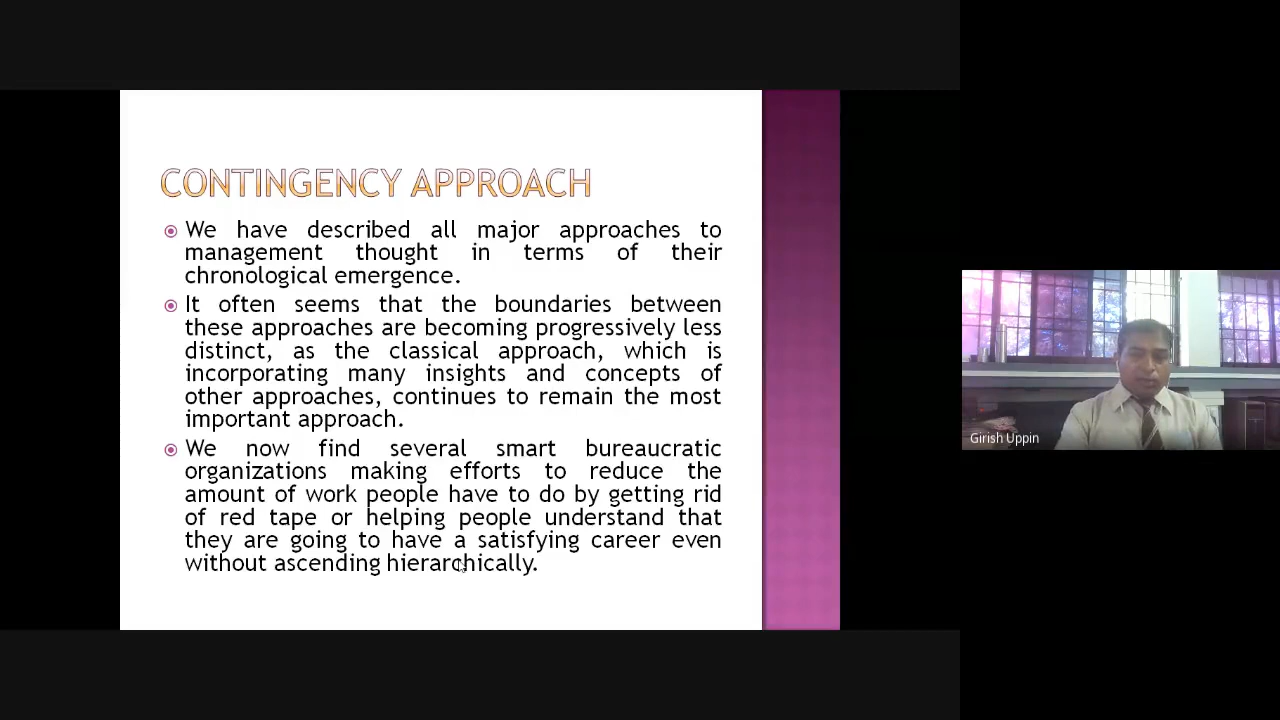 CONTINGENCY APPROACH
We have described all major approaches to
management thought in terms of their
chronological emergence.
It often seems that the boundaries between
these approaches are becoming progressively less
distinct, as the classical approach, which is
incorporating many insights and concepts of
other approaches, continues to remain the most
important approach.
We now find several smart bureaucratic
organizations making efforts to reduce the
amount of work people have to do by getting rid
of red tape or helping people understand that
they are going to have a satisfying career even
without ascending hierarchically.
Girish Uppin